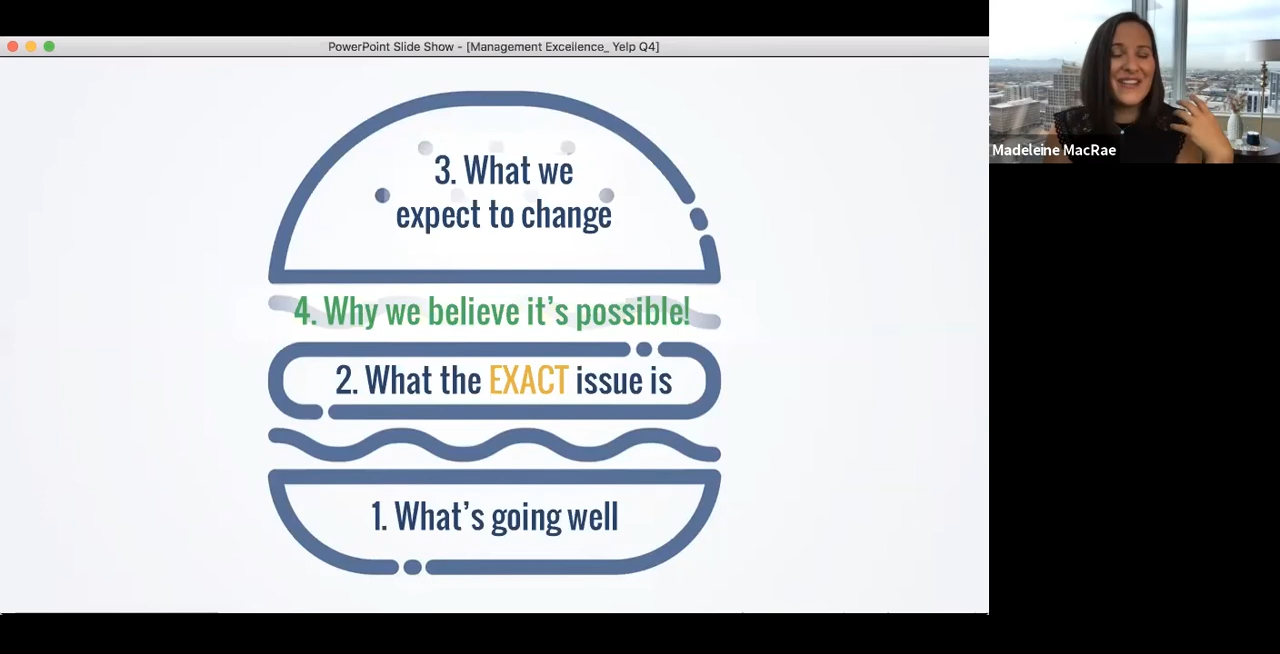 PowerPoint Slide Show - [Management Excellence_ Yelp Q4]
Madeleine MacRae
3. What we
expect to change
4. Why we believe it’s possible!
2. What the EXACT issue is
1. What’s going well